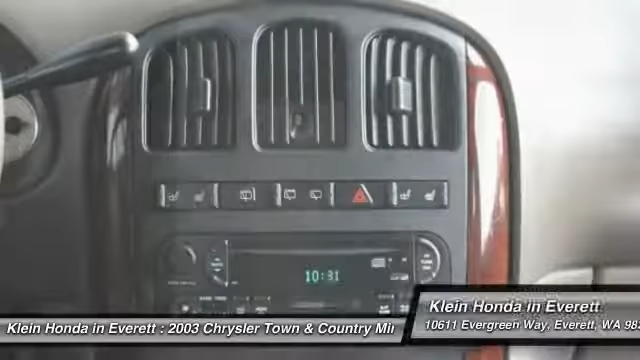 10:31
Klein Honda in Everett
10611 Evergreen Way, Everett, WA 98
Klein Honda in Everett : 2003 Chrysler Town & Country Mi